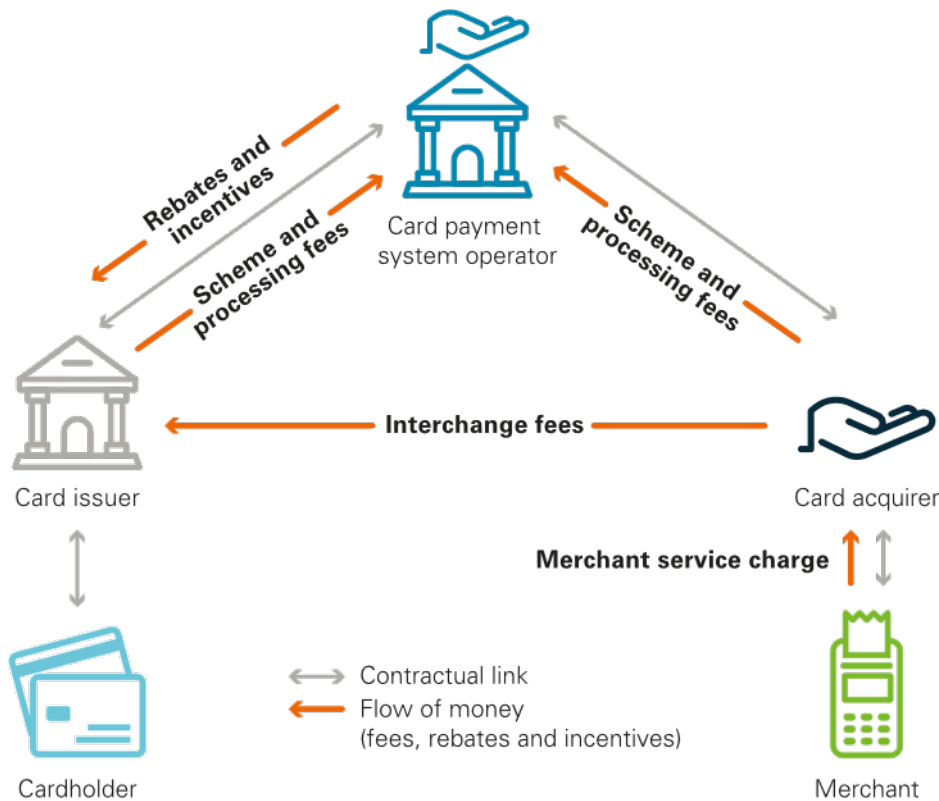 Rebates and
incentives
Scheme and
processing fees
Card payment
system operator
Scheme and
processing fees
Interchange fees
Card issuer
Card acquirer
Merchant service charge
Contractual link
Flow of money
(fees, rebates and incentives)
Cardholder
Merchant